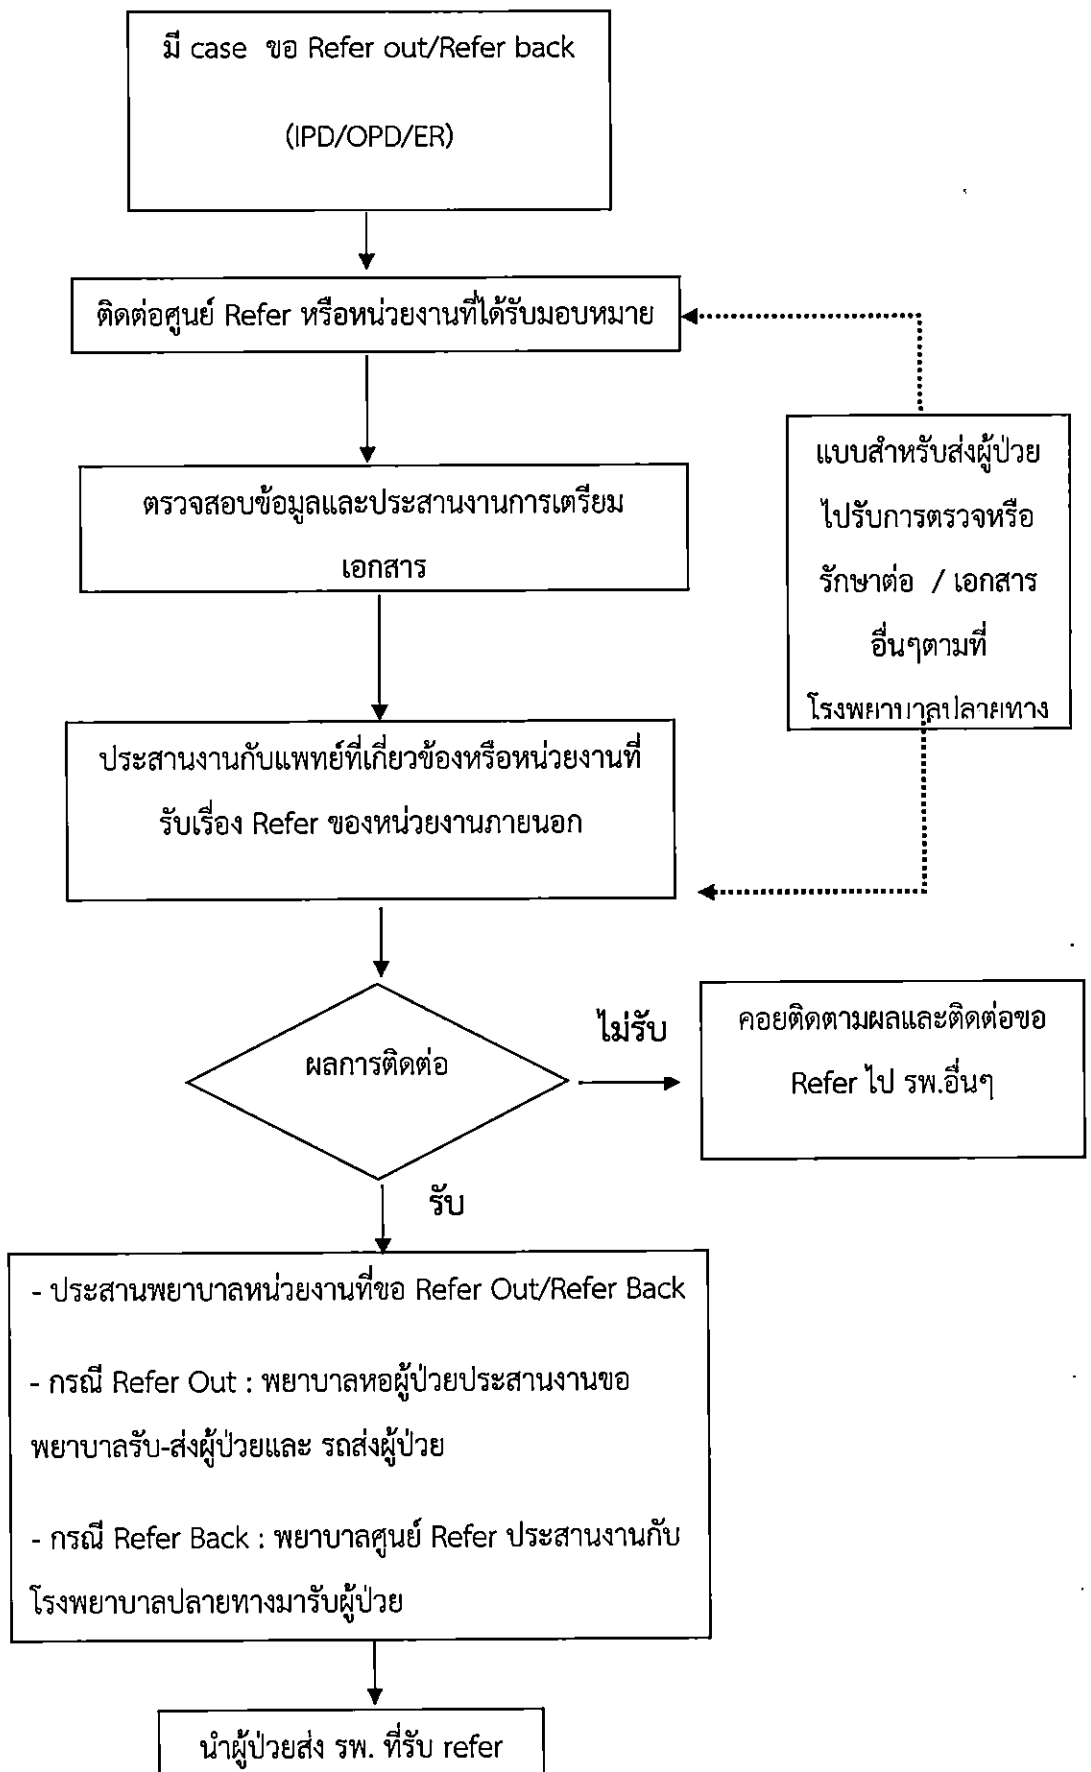 มี case ขอ Refer out/Refer back
(IPD/OPD/ER)
ติดต่อศูนย์ Refer หรือหน่วยงานที่ได้รับมอบหมาย
แบบสำหรับส่งผู้ป่วย
ไปรับการตรวจหรือ
รักษาต่อ / เอกสาร
อื่นๆตามที่
โรงพยาบาลปลายทาง
ตรวจสอบข้อมูลและประสานงานการเตรียม
เอกสาร
ประสานงานกับแพทย์ที่เกี่ยวข้องหรือหน่วยงานที่
รับเรื่อง Refer ของหน่วยงานภายนอก
ผลการติดต่อ
ไม่รับ
คอยติดตามผลและติดต่อขอ
Refer ไป รพ.อื่นๆ
รับ
- ประสานพยาบาลหน่วยงานที่ขอ Refer Out/Refer Back
- กรณี Refer Out : พยาบาลหอผู้ป่วยประสานงานขอ
พยาบาลรับ-ส่งผู้ป่วยและ รถส่งผู้ป่วย
- กรณี Refer Back : พยาบาลศูนย์ Refer ประสานงานกับ
โรงพยาบาลปลายทางมารับผู้ป่วย
นำผู้ป่วยส่ง รพ. ที่รับ refer